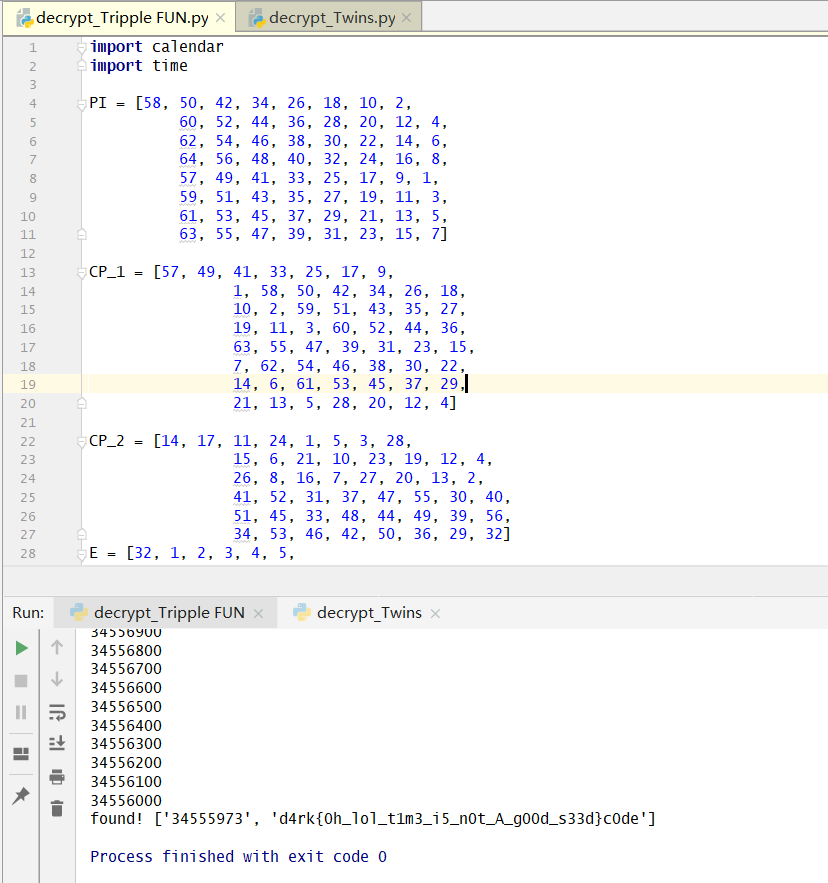 decrypt_Tripple FUN.py × decrypt_Twins.py ×
1 import calendar
2 import time
3
4 PI = [58, 50, 42, 34, 26, 18, 10, 2,
5 60, 52, 44, 36, 28, 20, 12, 4,
6 62, 54, 46, 38, 30, 22, 14, 6,
7 64, 56, 48, 40, 32, 24, 16, 8,
8 57, 49, 41, 33, 25, 17, 9, 1,
9 59, 51, 43, 35, 27, 19, 11, 3,
10 61, 53, 45, 37, 29, 21, 13, 5,
11 63, 55, 47, 39, 31, 23, 15, 7]
12
13 CP_1 = [57, 49, 41, 33, 25, 17, 9,
14 1, 58, 50, 42, 34, 26, 18,
15 10, 2, 59, 51, 43, 35, 27,
16 19, 11, 3, 60, 52, 44, 36,
17 63, 55, 47, 39, 31, 23, 15,
18 7, 62, 54, 46, 38, 30, 22,
19 14, 6, 61, 53, 45, 37, 29,
20 21, 13, 5, 28, 20, 12, 4]
21
22 CP_2 = [14, 17, 11, 24, 1, 5, 3, 28,
23 15, 6, 21, 10, 23, 19, 12, 4,
24 26, 8, 16, 7, 27, 20, 13, 2,
25 41, 52, 31, 37, 47, 55, 30, 40,
26 51, 45, 33, 48, 44, 49, 39, 56,
27 34, 53, 46, 42, 50, 36, 29, 32]
28 E = [32, 1, 2, 3, 4, 5,
Run: decrypt_Tripple FUN × decrypt_Twins ×
34556900
34556800
34556700
34556600
34556500
34556400
34556300
34556200
34556100
34556000
found! ['34555973', 'd4rk{0h_lol_t1m3_i5_n0t_A_g00d_s33d}c0de']
Process finished with exit code 0